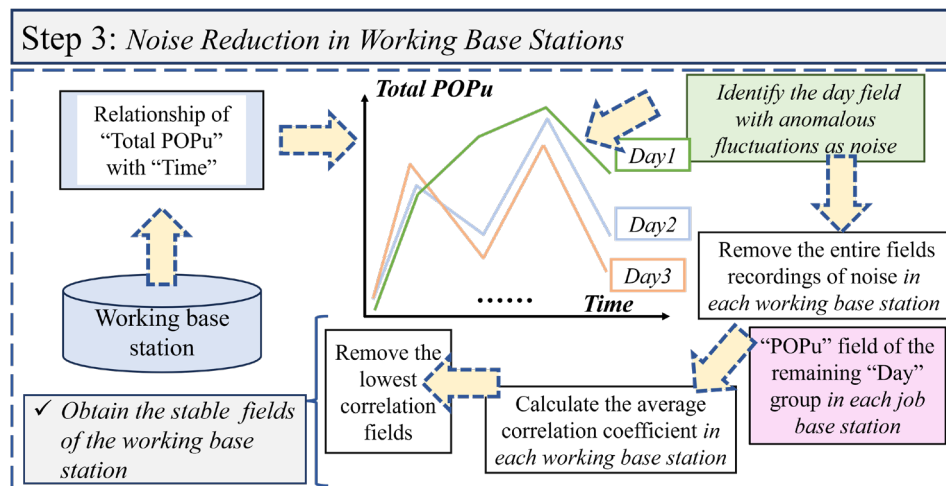 Step 3: Noise Reduction in Working Base Stations
Relationship of
“Total POPu”
with “Time”
Working base
station
Total POPu
Day1
Day2
Day3
......
Time
Identify the day field
with anomalous
fluctuations as noise
Remove the entire fields
recordings of noise in
each working base station
“POPu” field of the
remaining “Day”
group in each job
base station
Calculate the average
correlation coefficient in
each working base station
Remove the
lowest
correlation
fields
✓ Obtain the stable fields
of the working base
station